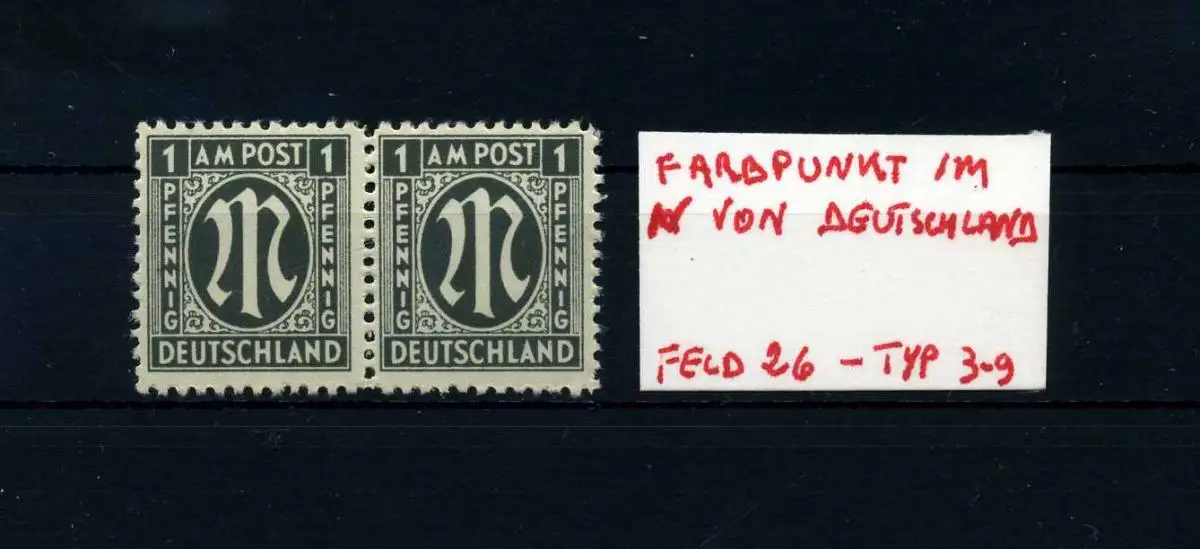 1 AM POST 1
PFENNIG
M
PFENNIG
DEUTSCHLAND
1 AM POST 1
PFENNIG
M
PFENNIG
DEUTSCHLAND
FARBPUNKT IM
N VON DEUTSCHLAND
FELD 26 - TYP 3-9